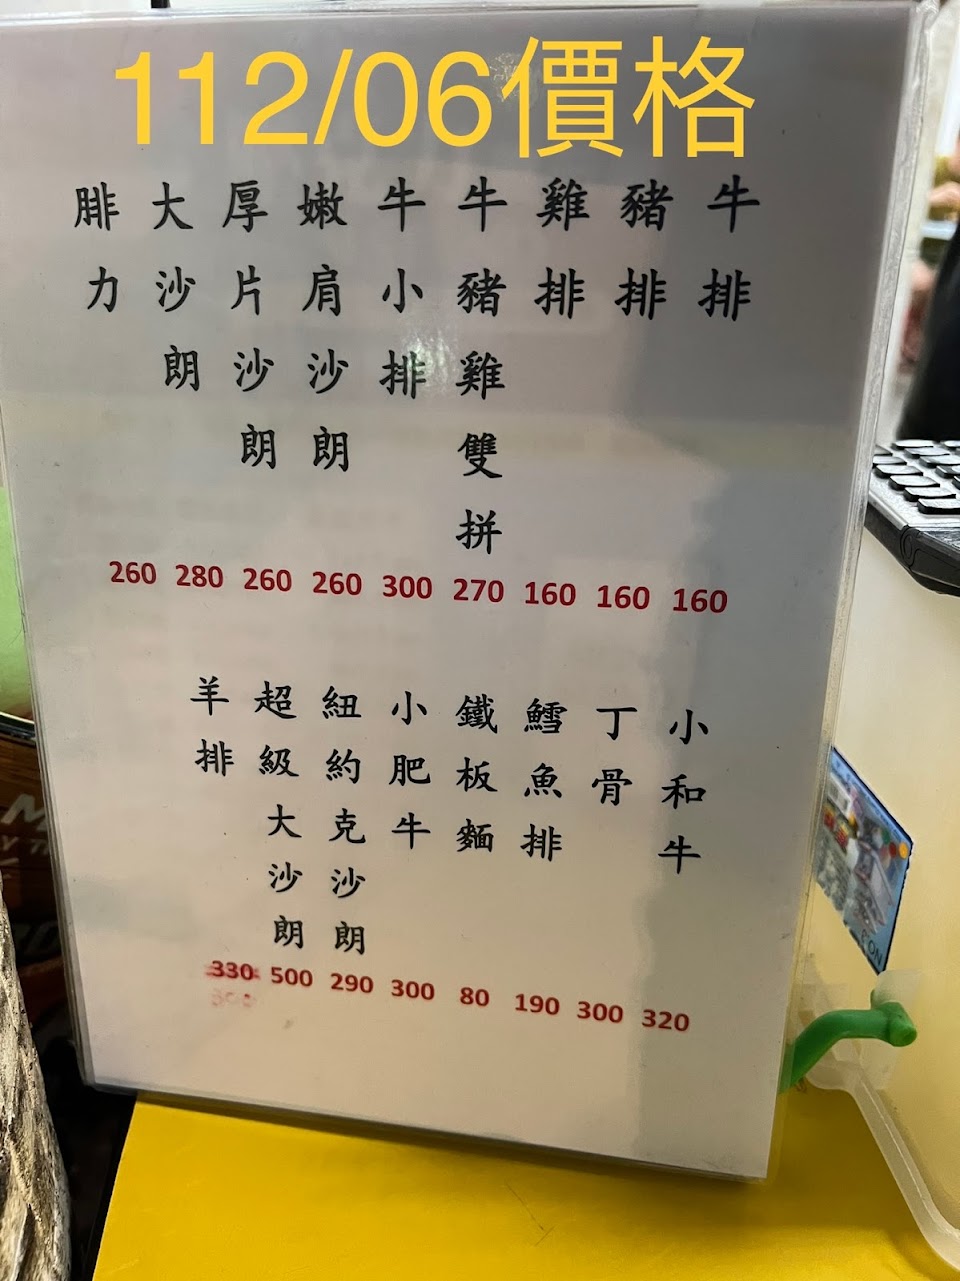 112/06價格
牛排
豬排
雞排
牛豬雞雙拼
牛小排
嫩肩沙朗
厚片沙朗
大沙朗
腓力
260 280 260 260 300 270 160 160 160
小和牛
丁骨
鱈魚排
鐵板麵
小肥牛
紐約克沙朗
超級大沙朗
羊排
330 500 290 300 80 190 300 320